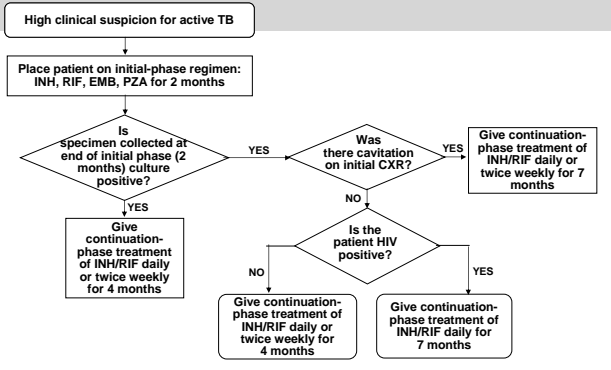 High clinical suspicion for active TB
Place patient on initial-phase regimen:
INH, RIF, EMB, PZA for 2 months
Is
specimen collected at
end of initial phase (2
months) culture
positive?
YES
Was
there cavitation
on initial CXR?
YES
Give continuation-
phase treatment of
INH/RIF daily or
twice weekly for 7
months
YES
Give
continuation-
phase treatment
of INH/RIF daily
or twice weekly
for 4 months
NO
Is the
patient HIV
positive?
NO
YES
Give continuation-
phase treatment of
INH/RIF daily or
twice weekly for
4 months
Give continuation-
phase treatment of
INH/RIF daily for
7 months